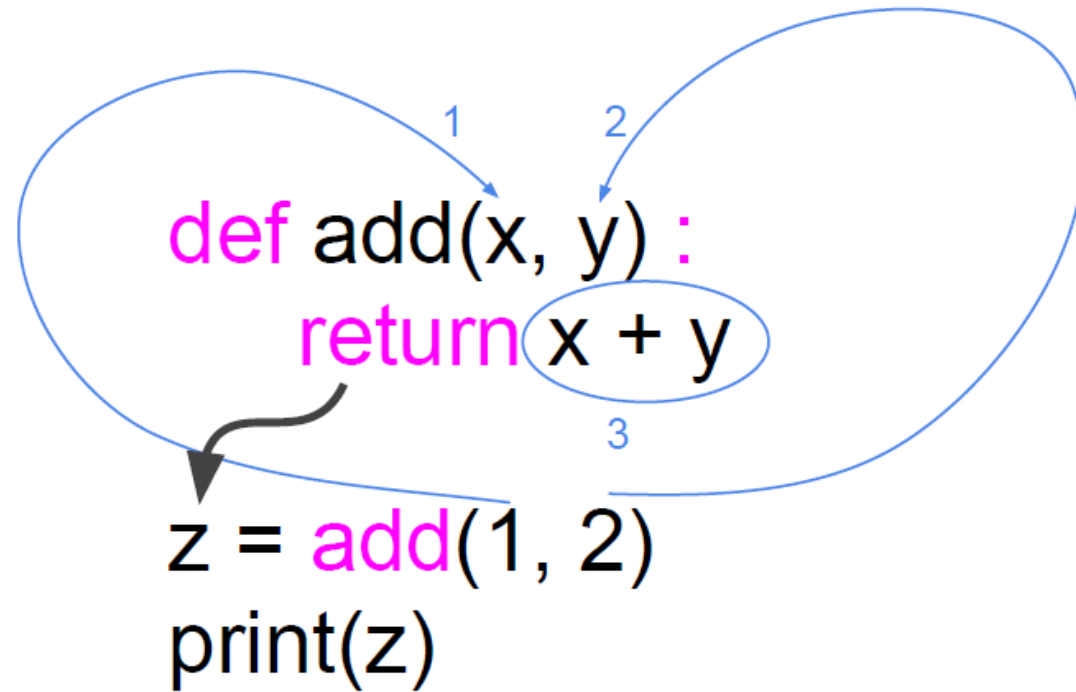 1 2
def add(x, y) :
return x + y
3
z = add(1, 2)
print(z)